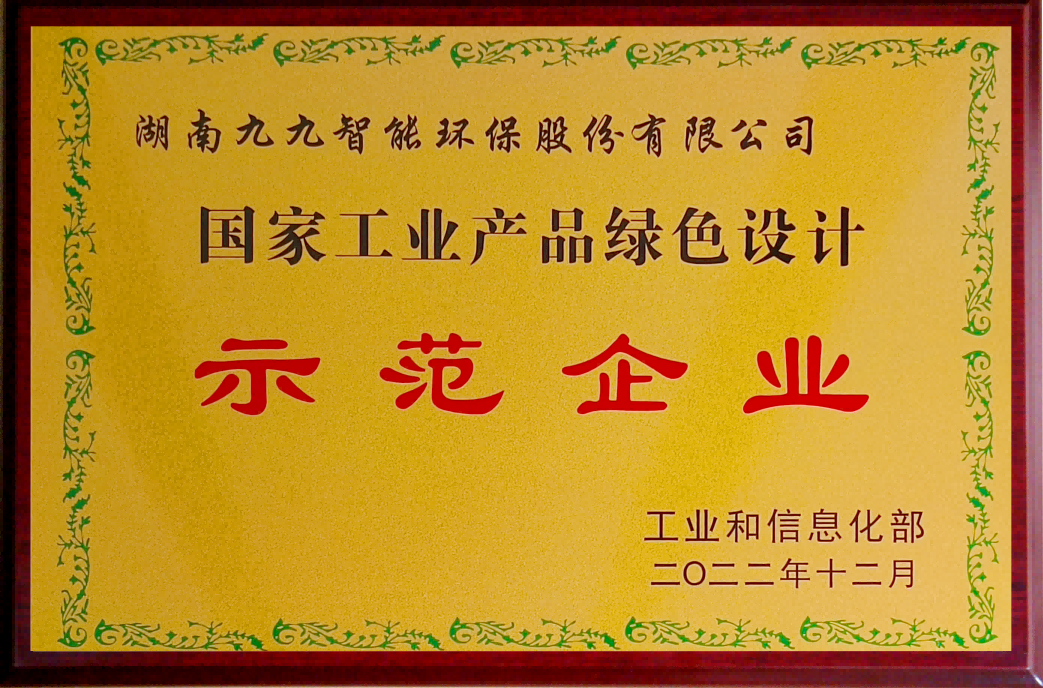 湖南九九智能环保股份有限公司
国家工业产品绿色设计
示范企业
工业和信息化部
二〇二二年十二月